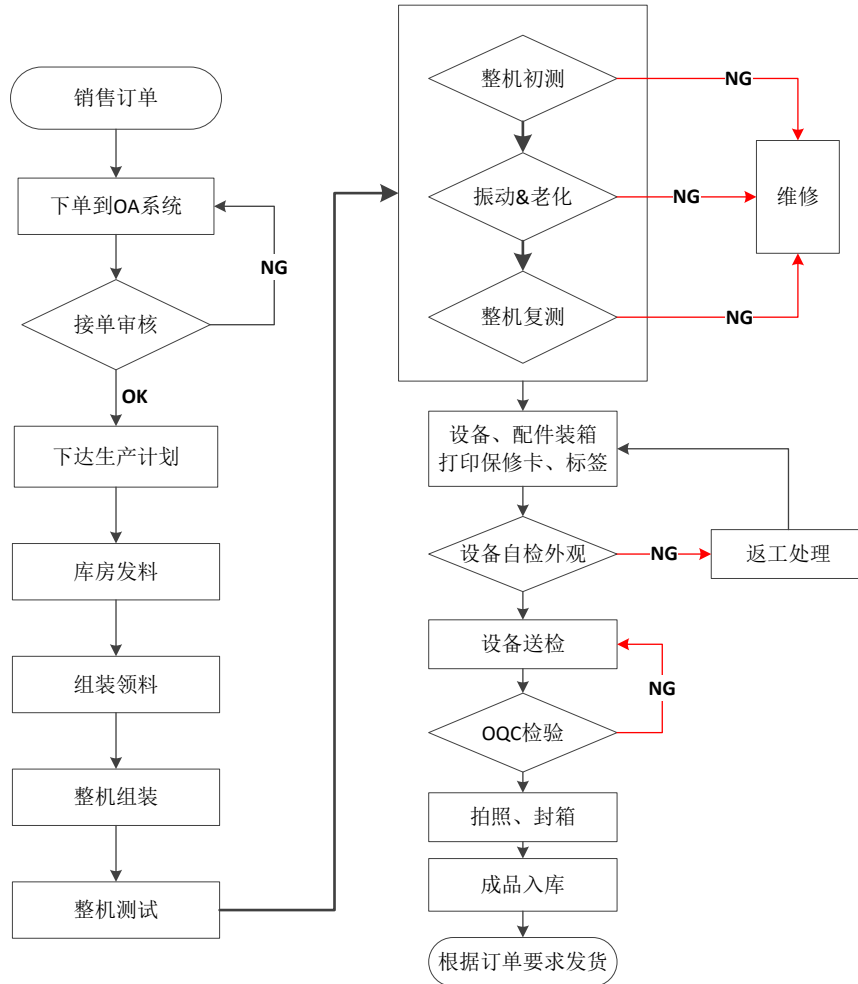 销售订单
下单到OA系统
NG
接单审核
OK
下达生产计划
库房发料
组装领料
整机组装
整机测试
整机初测
NG
振动&老化
NG
维修
整机复测
NG
设备、配件装箱
打印保修卡、标签
设备自检外观
NG
返工处理
设备送检
NG
OQC检验
拍照、封箱
成品入库
根据订单要求发货